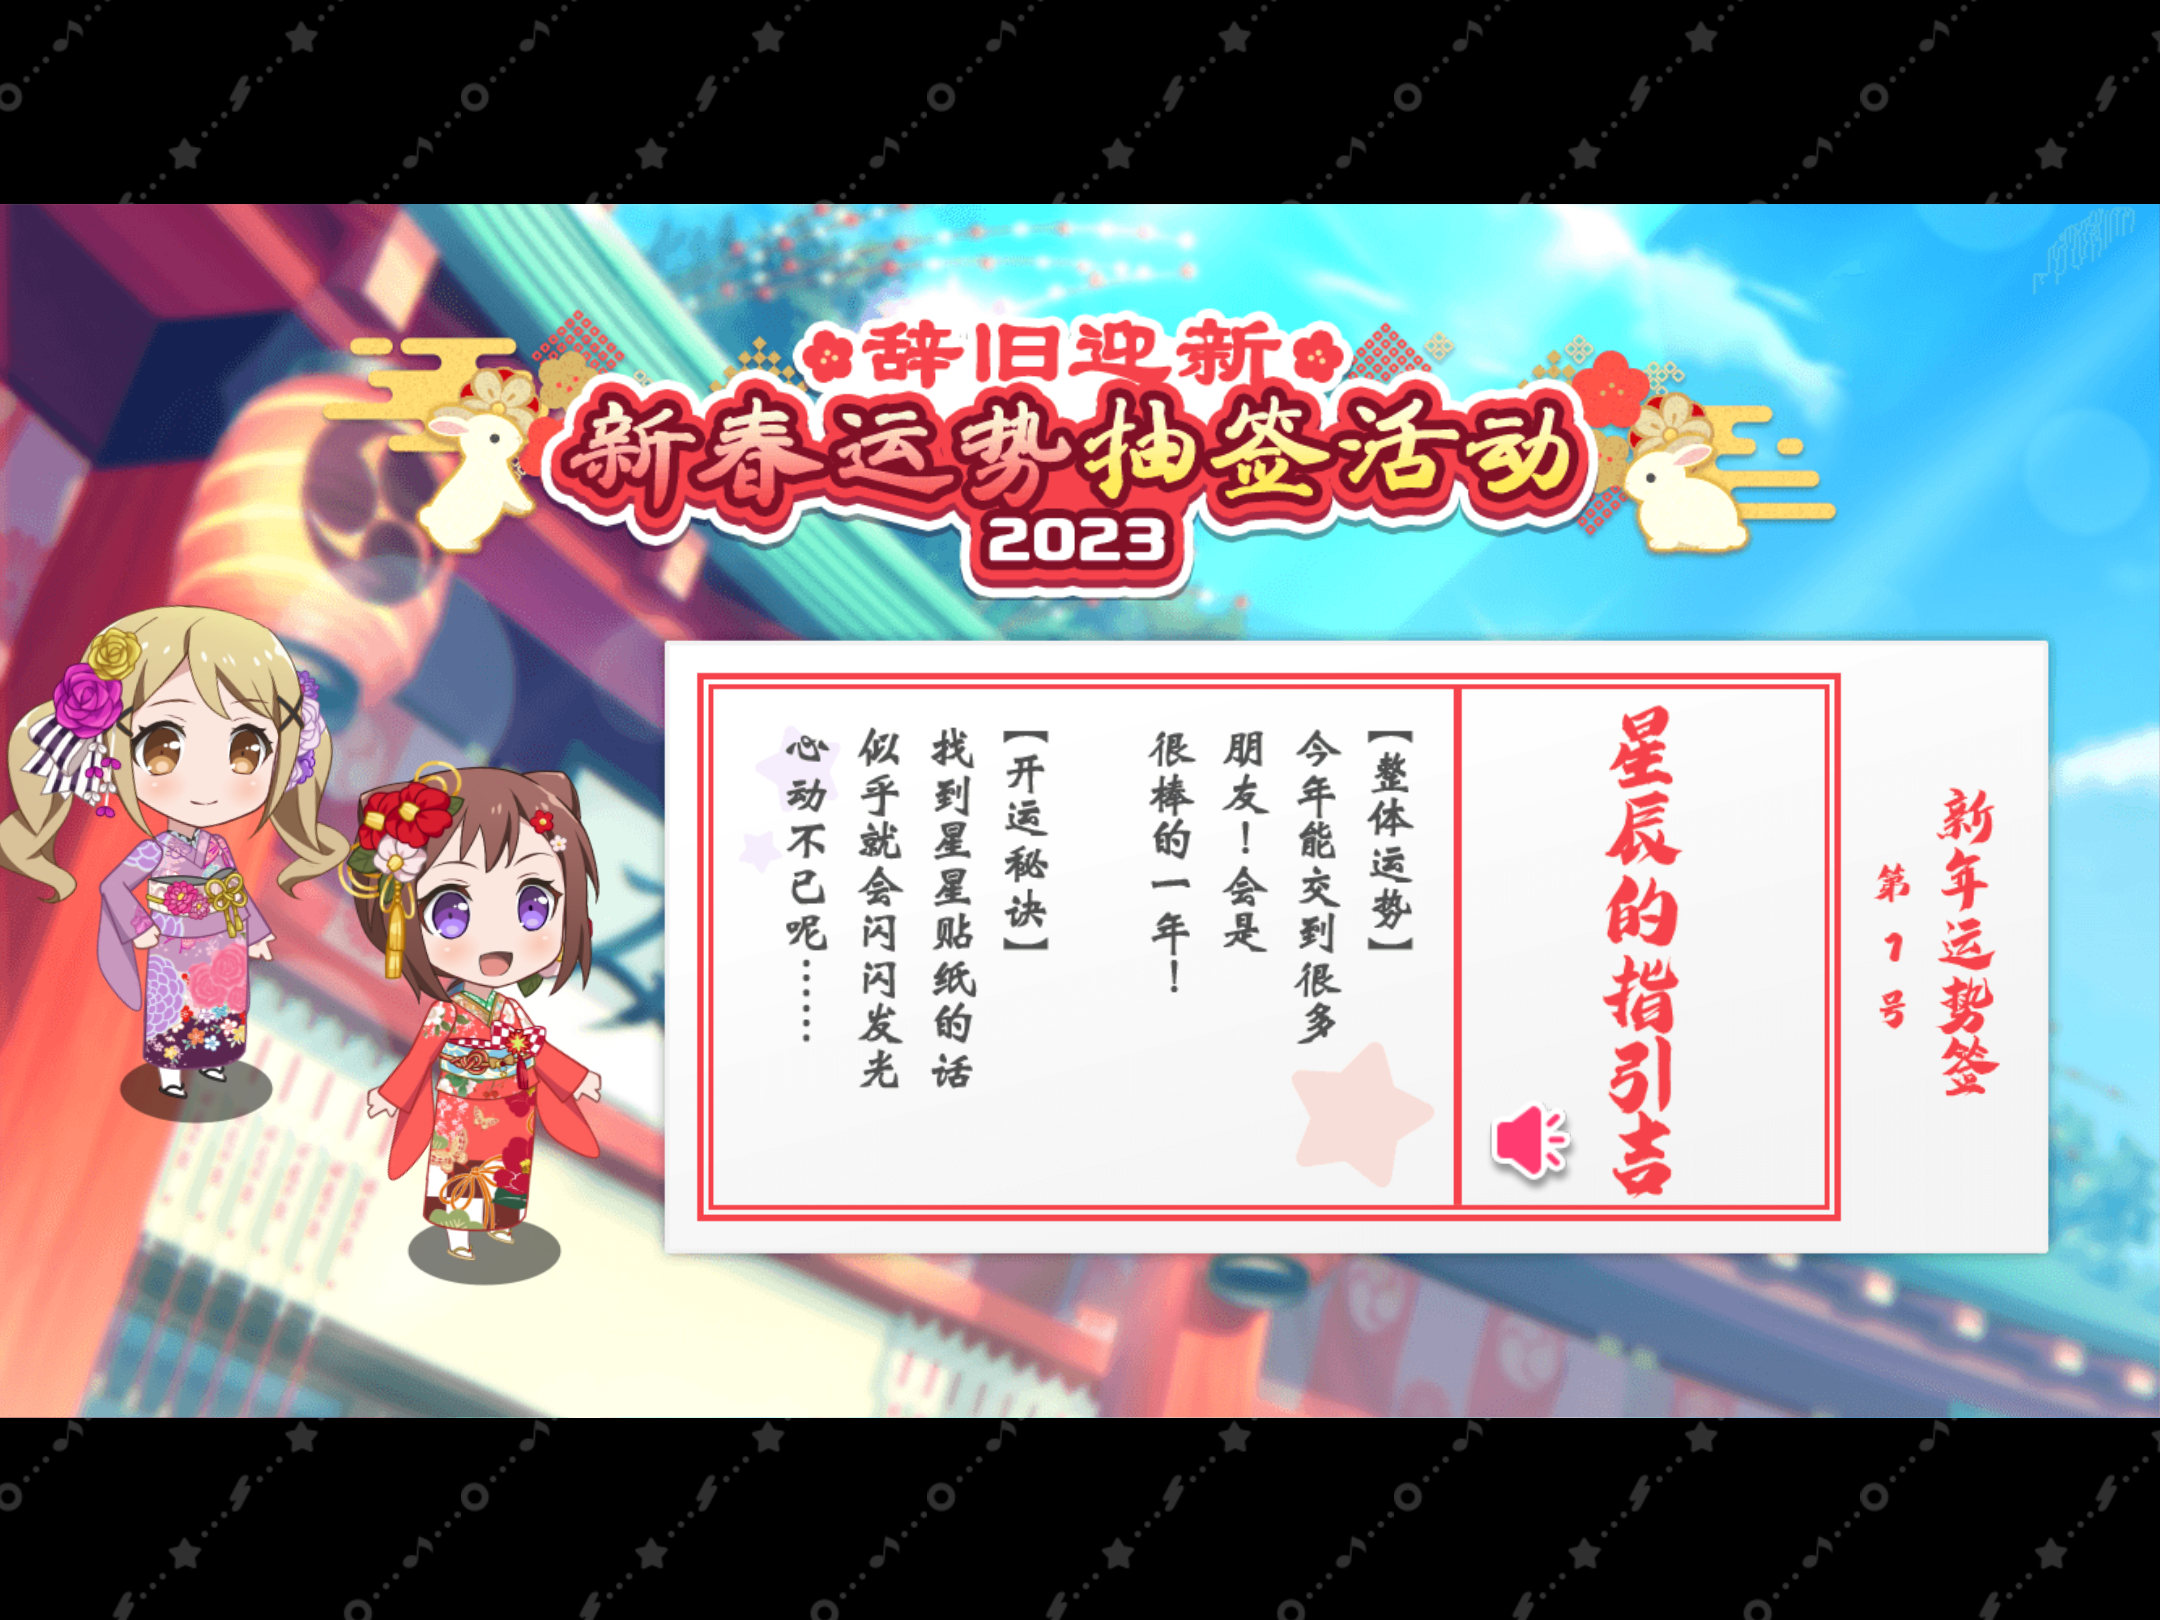 辞旧迎新
新春运势抽签活动
2023
新年运势签
第1号
星辰的指引吉
【整体运势】
今年能交到很多
朋友！会是
很棒的一年！
【开运秘诀】
找到星星贴纸的话
似乎就会闪闪发光
心动不已呢……